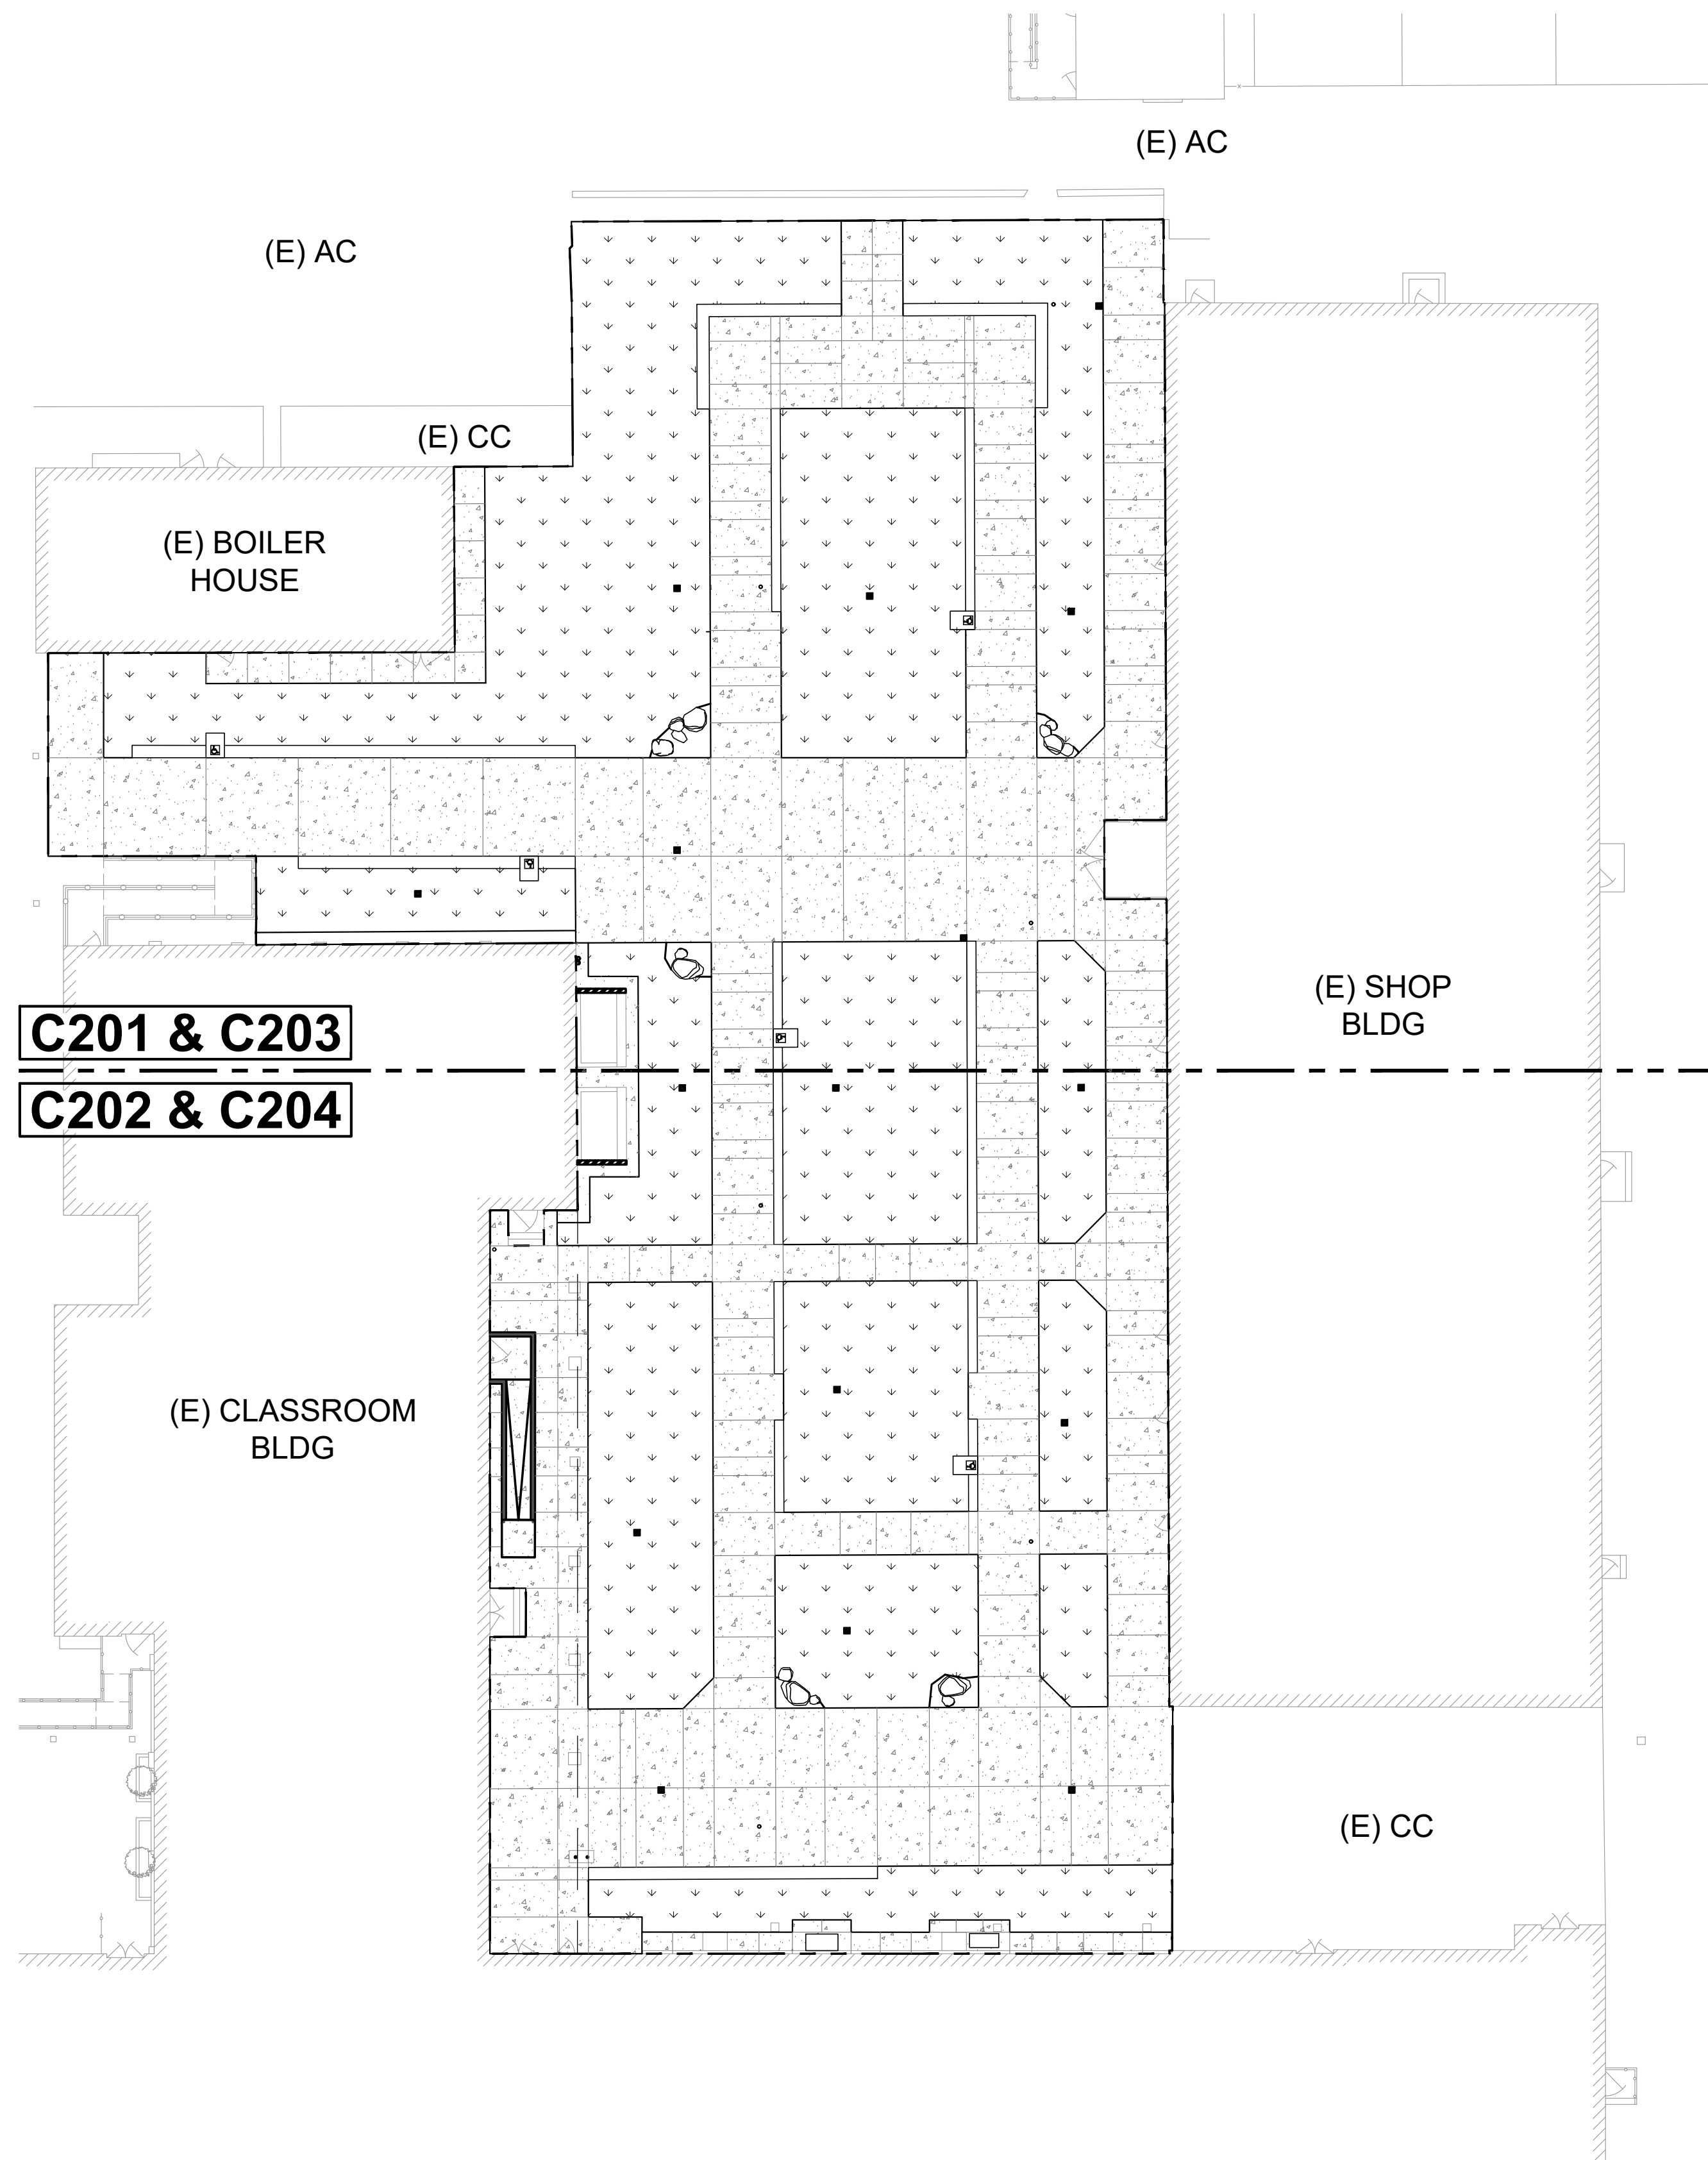 (E) AC
(E) AC
(E) CC
(E) BOILER
HOUSE
(E) SHOP
BLDG
C201 & C203
C202 & C204
(E) CLASSROOM
BLDG
(E) CC